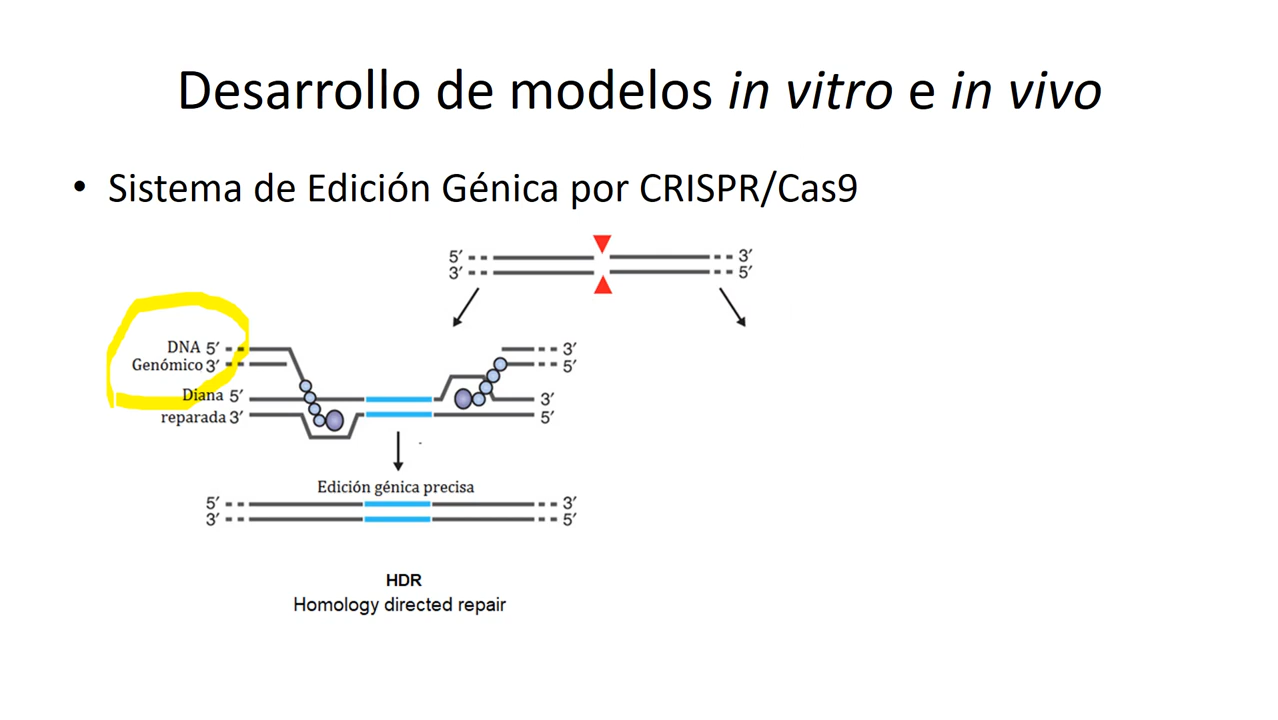 Desarrollo de modelos in vitro e in vivo
• Sistema de Edición Génica por CRISPR/Cas9
5′ 3′
3′ 5′
DNA 5′ 3′
Genómico 3′ 5′
Diana 5′ 3′
reparada 3′ 5′
Edición génica precisa
5′ 3′
3′ 5′
HDR
Homology directed repair